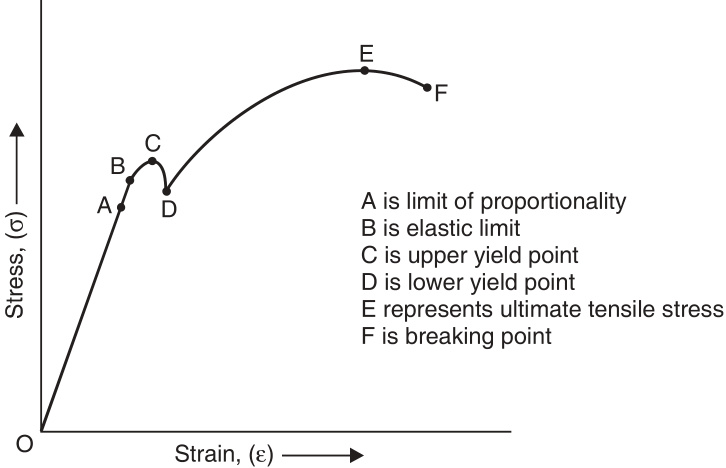 E
F
C
B
A
D
Stress, (σ)
A is limit of proportionality
B is elastic limit
C is upper yield point
D is lower yield point
E represents ultimate tensile stress
F is breaking point
O
Strain, (ε)